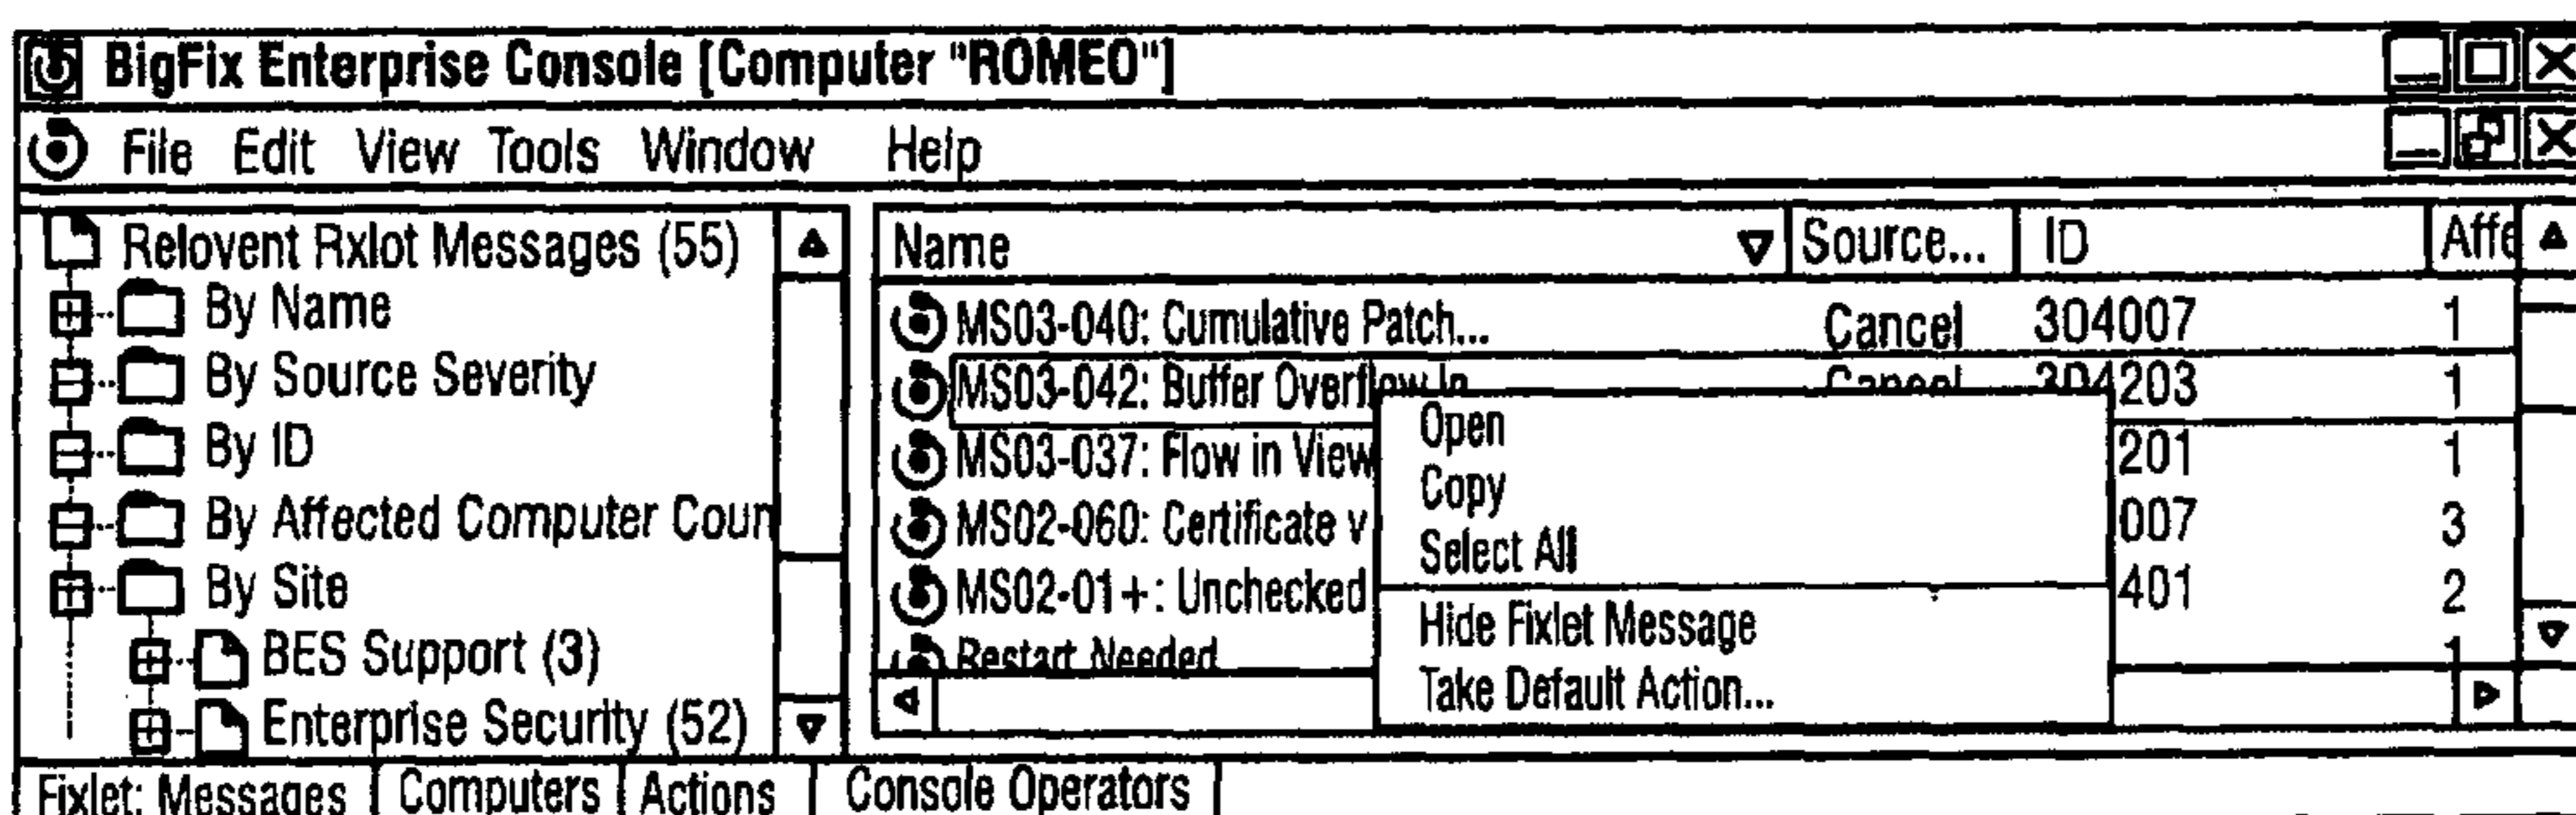 BigFix Enterprise Console [Computer "ROMEO"]
File Edit View Tools Window Help
Relovent Rxlot Messages (55)
By Name
By Source Severity
By ID
By Affected Computer Coun
By Site
BES Support (3)
Enterprise Security (52)
Name Source... ID Affe
MS03-040: Cumulative Patch... Cancel 304007 1
MS03-042: Buffer Overflow In Cancel 304203 1
MS03-037: Flow in View 201 1
MS02-060: Certificate v 007 3
MS02-01+: Unchecked 401 2
Restart Needed 1
Open
Copy
Select All
Hide Fixlet Message
Take Default Action...
Fixlet: Messages Computers Actions Console Operators